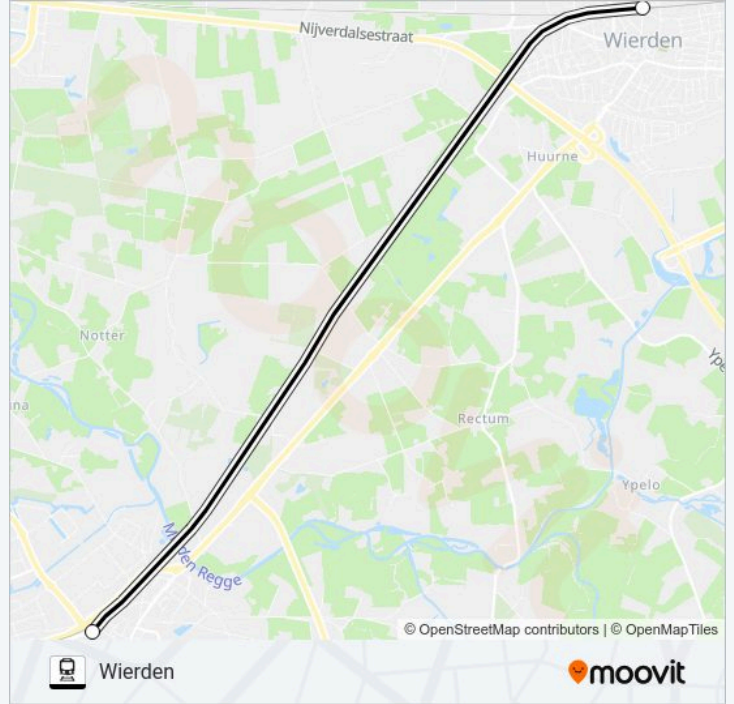 Nijverdalsestraat
Wierden
Huurne
Notter
na
Ype
Rectum
Ypelo
Midden Regge
© OpenStreetMap contributors | © OpenMapTiles
Wierden
moovit